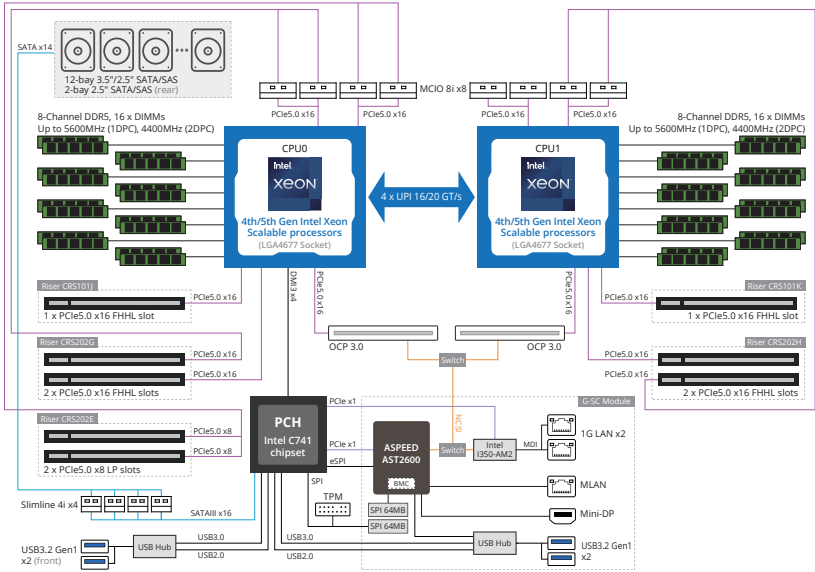 SATA x14
12-bay 3.5"/2.5" SATA/SAS
2-bay 2.5" SATA/SAS (rear)
MCIO 8i x8
PCIe5.0 x16
PCIe5.0 x16
PCIe5.0 x16
PCIe5.0 x16
8-Channel DDR5, 16 x DIMMs
Up to 5600MHz (1DPC), 4400MHz (2DPC)
8-Channel DDR5, 16 x DIMMs
Up to 5600MHz (1DPC), 4400MHz (2DPC)
CPU0
intel
XEON
4th/5th Gen Intel Xeon
Scalable processors
(LGA4677 Socket)
4 x UPI 16/20 GT/s
CPU1
intel
XEON
4th/5th Gen Intel Xeon
Scalable processors
(LGA4677 Socket)
Riser CRS101J
PCIe5.0 x16
1 x PCIe5.0 x16 FHHL slot
DMI3 x4
PCIe5.0 x16
PCIe5.0 x16
Riser CRS101K
PCIe5.0 x16
1 x PCIe5.0 x16 FHHL slot
OCP 3.0
OCP 3.0
Riser CRS202G
PCIe5.0 x16
PCIe5.0 x16
2 x PCIe5.0 x16 FHHL slots
Switch
Riser CRS202H
PCIe5.0 x16
PCIe5.0 x16
2 x PCIe5.0 x16 FHHL slots
Riser CRS202E
PCIe5.0 x8
PCIe5.0 x8
2 x PCIe5.0 x8 LP slots
PCH
Intel C741
chipset
PCIe x1
PCIe x1
eSPI
SPI
NCSI
G-SC Module
ASPEED
AST2600
BMC
Switch
Intel
I350-AM2
MDI
1G LAN x2
MLAN
Mini-DP
TPM
SPI 64MB
SPI 64MB
Slimline 4i x4
SATAIII x16
USB3.2 Gen1
x2 (front)
USB Hub
USB3.0
USB2.0
USB3.0
USB2.0
USB Hub
USB3.2 Gen1
x2